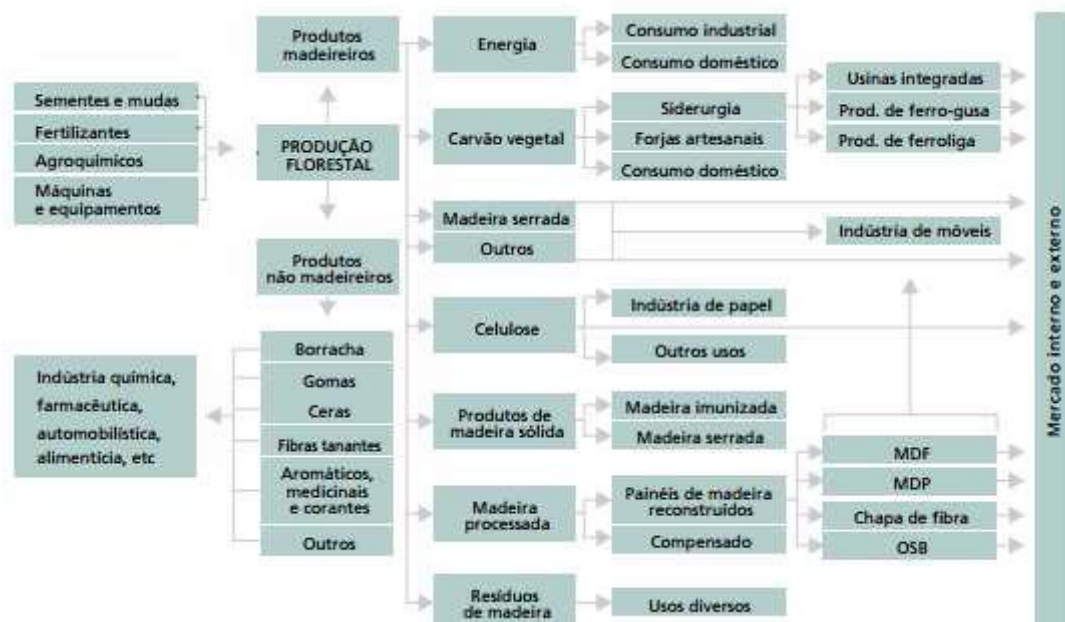 Sementes e mudas
Fertilizantes
Agroquímicos
Máquinas
e equipamentos
Produtos
madeireiros
PRODUÇÃO
FLORESTAL
Produtos
não madeireiros
Borracha
Gomas
Ceras
Fibras tanantes
Aromáticos,
medicinais
e corantes
Outros
Indústria química,
farmacêutica,
automobilística,
alimentícia, etc
Energia
Consumo industrial
Consumo doméstico
Carvão vegetal
Siderurgia
Forjas artesanais
Consumo doméstico
Usinas integradas
Prod. de ferro-gusa
Prod. de ferroliga
Madeira serrada
Outros
Indústria de móveis
Celulose
Indústria de papel
Outros usos
Produtos de
madeira sólida
Madeira imunizada
Madeira serrada
Madeira
processada
Painéis de madeira
reconstruídos
Compensado
MDF
MDP
Chapa de fibra
OSB
Resíduos
de madeira
Usos diversos
Mercado interno e externo